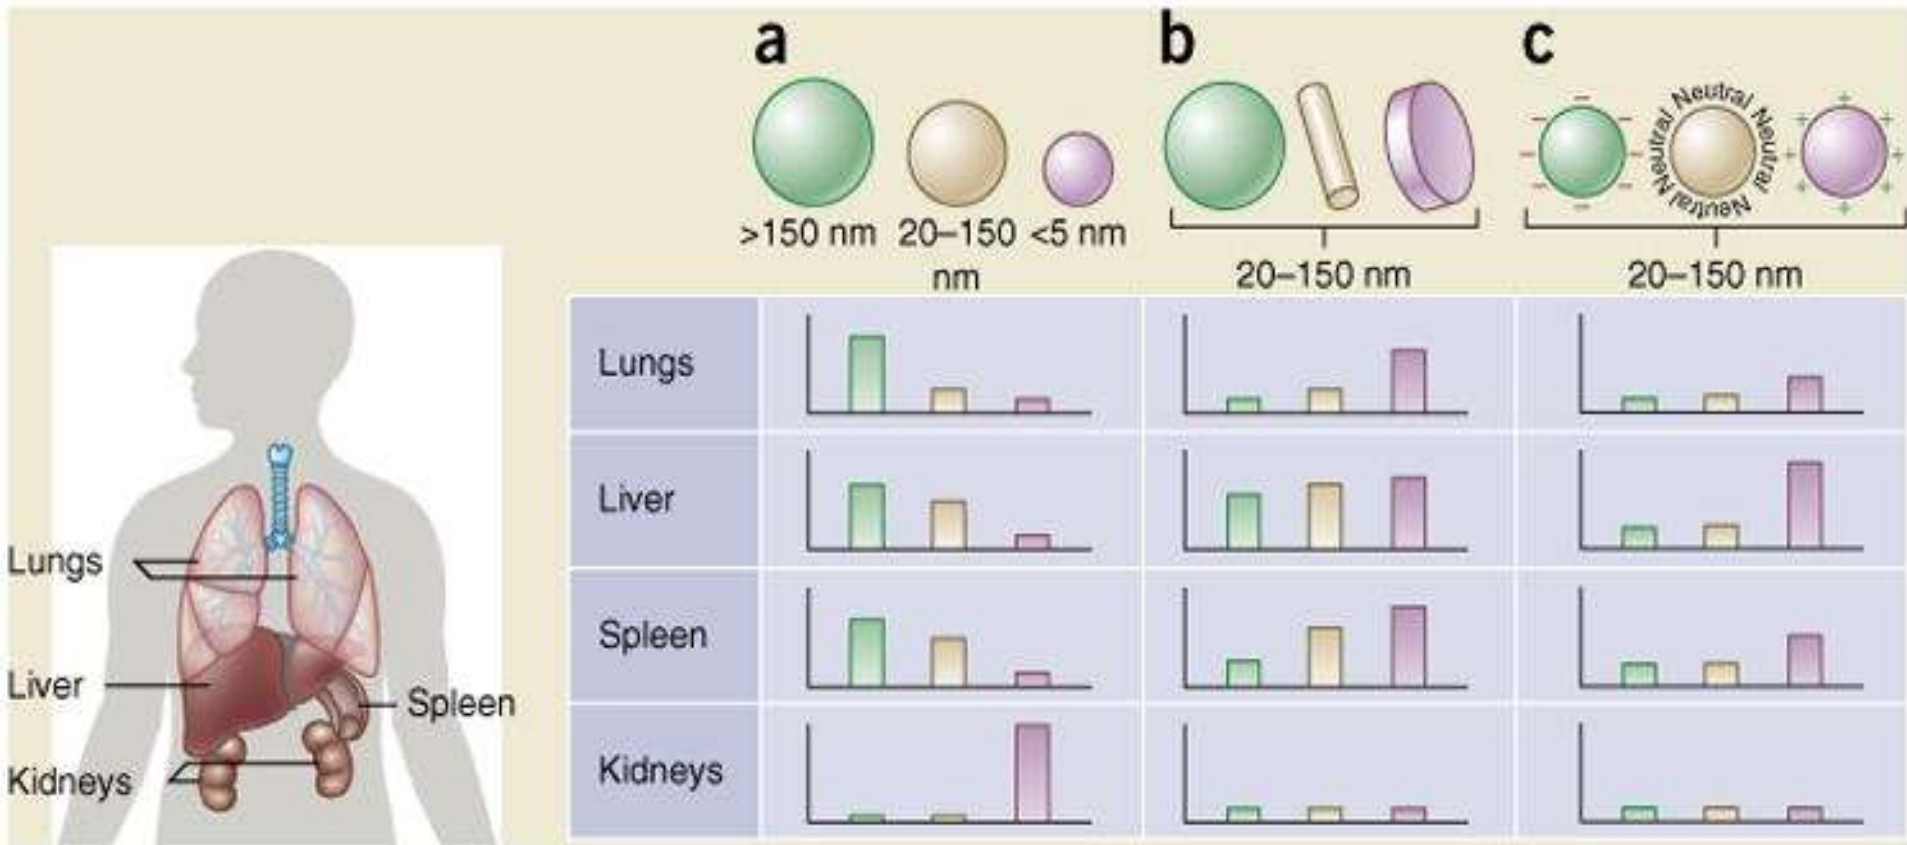 a
b
c
>150 nm
20–150
nm
<5 nm
20–150 nm
Neutral Neutral Neutral Neutral Neutral
20–150 nm
Lungs
Liver
Spleen
Kidneys
Lungs
Liver
Spleen
Kidneys